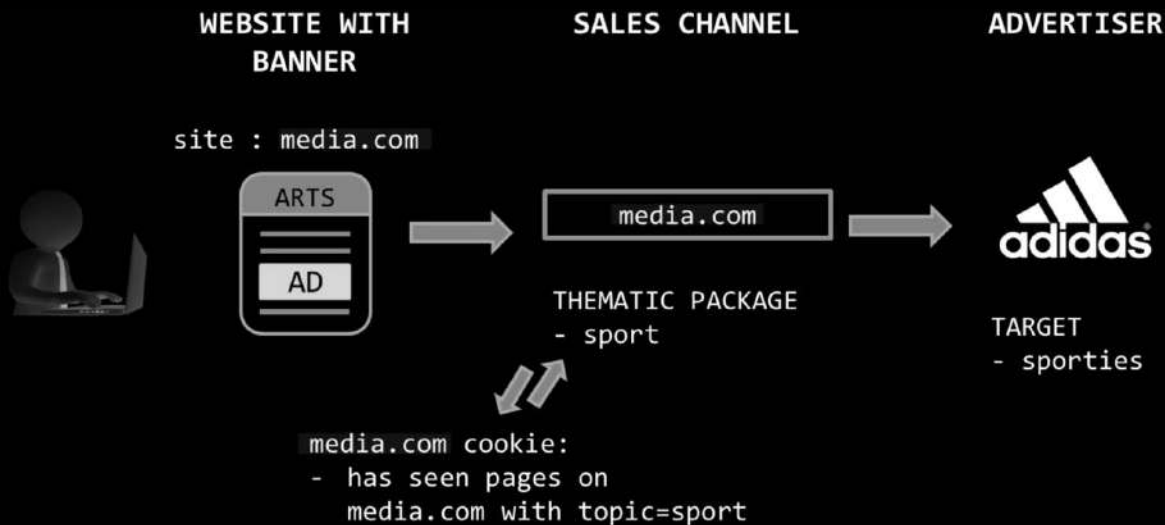 WEBSITE WITH
BANNER
SALES CHANNEL
ADVERTISER
site : media.com
ARTS
AD
media.com
adidas®
THEMATIC PACKAGE
- sport
TARGET
- sporties
media.com cookie:
- has seen pages on
media.com with topic=sport